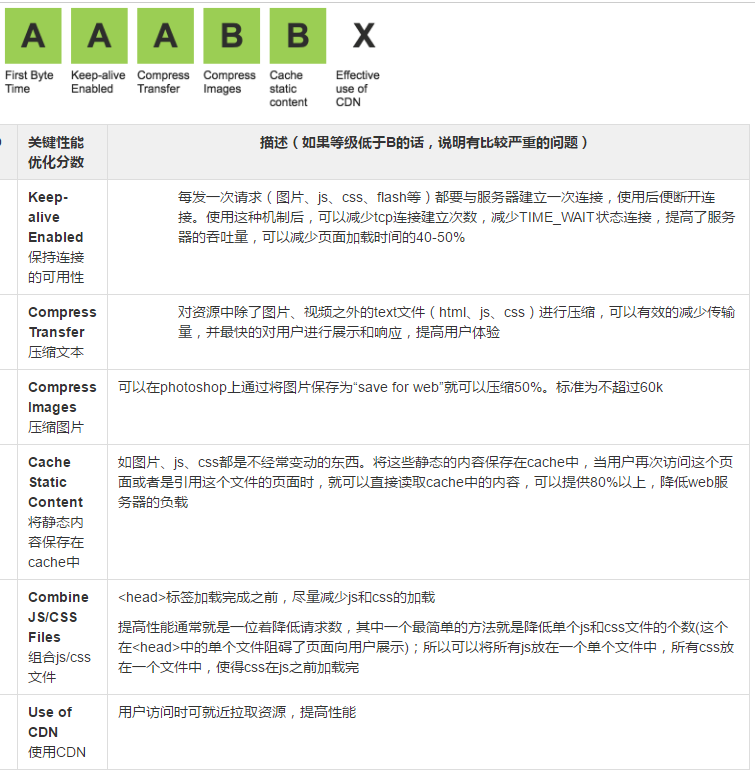 A A A B B X
First Byte Time
Keep-alive Enabled
Compress Transfer
Compress Images
Cache static content
Effective use of CDN
关键性能
优化分数
描述（如果等级低于B的话，说明有比较严重的问题）
Keep-
alive
Enabled
保持连接
的可用性
每发一次请求（图片、js、css、flash等）都要与服务器建立一次连接，使用后便断开连
接。使用这种机制后，可以减少tcp连接建立次数，减少TIME_WAIT状态连接，提高了服务
器的吞吐量，可以减少页面加载时间的40-50%
Compress
Transfer
压缩文本
对资源中除了图片、视频之外的text文件（html、js、css）进行压缩，可以有效的减少传输
量，并最快的对用户进行展示和响应，提高用户体验
Compress
Images
压缩图片
可以在photoshop上通过将图片保存为“save for web”就可以压缩50%。标准为不超过60k
Cache
Static
Content
将静态内
容保存在
cache中
如图片、js、css都是不经常变动的东西。将这些静态的内容保存在cache中，当用户再次访问这个页
面或者是引用这个文件的页面时，就可以直接读取cache中的内容，可以提供80%以上，降低web服
务器的负载
Combine
JS/CSS
Files
组合js/css
文件
<head>标签加载完成之前，尽量减少js和css的加载
提高性能通常就是一位着降低请求数，其中一个最简单的方法就是降低单个js和css文件的个数(这个
在<head>中的单个文件阻碍了页面向用户展示)；所以可以将所有js放在一个单个文件中，所有css放
在一个文件中，使得css在js之前加载完
Use of
CDN
使用CDN
用户访问时可就近拉取资源，提高性能